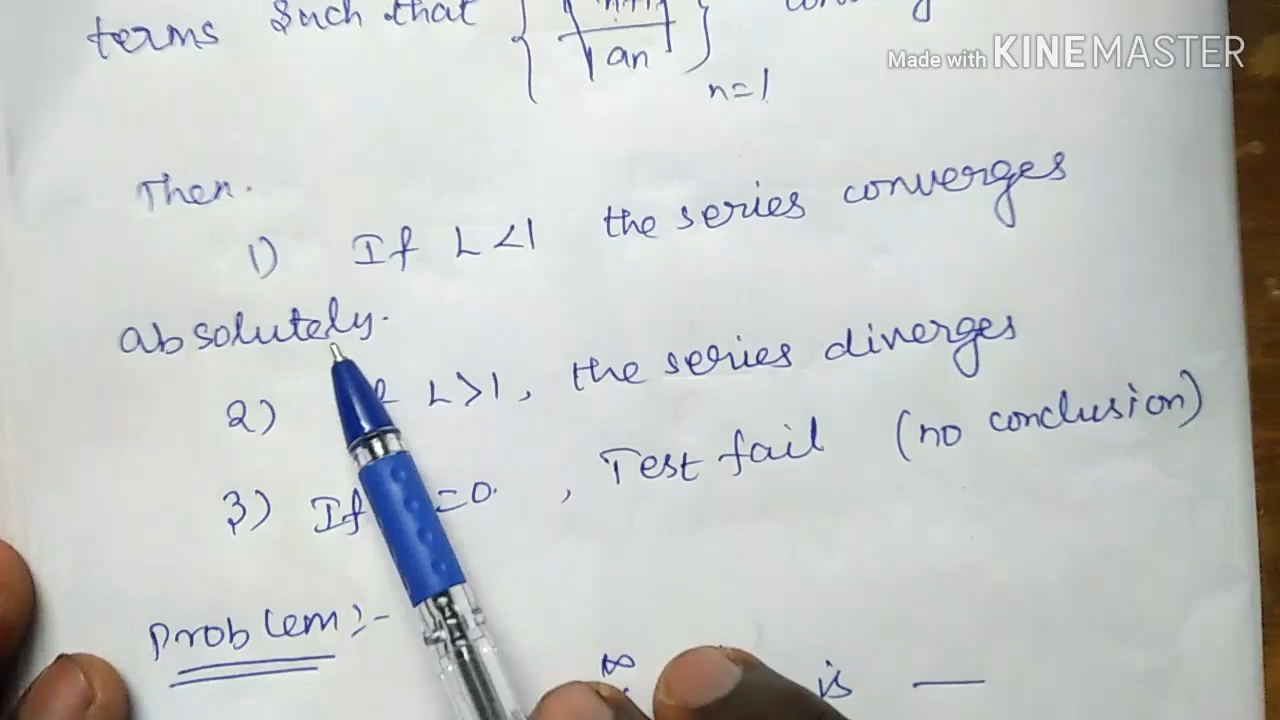 terms such that { | an | } n=1
Made with KINEMASTER
Then.
1) If L<1 the series converges
absolutely.
2) L>1, the series diverges
3) If =0. , Test fail (no conclusion)
Problem:-
∞ is —